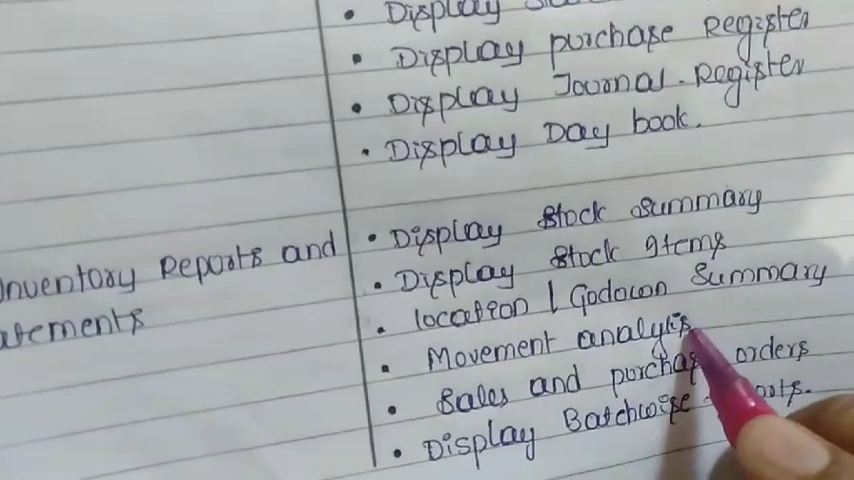 • Display
• Display purchase Register
• Display Journal. Register
• Display Day book.
Inventory Reports and
• Display Stock Summary
• Display Stock Items
• location / Godown Summary
• Movement analysis
• Sales and purchase orders
• Display Batchwise